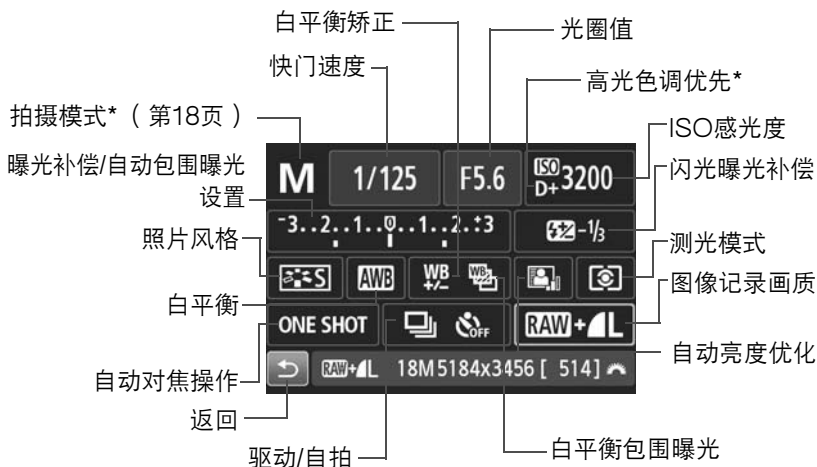 白平衡矫正
光圈值
快门速度
高光色调优先*
拍摄模式*（第18页）
ISO感光度
曝光补偿/自动包围曝光
设置
闪光曝光补偿
M 1/125 F5.6 ISO D+ 3200
-3..2..1..0..1..2.:+3 -1/3
照片风格
测光模式
S AWB WB +/- WB
图像记录画质
白平衡
ONE SHOT OFF RAW+L
自动亮度优化
自动对焦操作
RAW+L 18M 5184x3456 [ 514]
返回
驱动/自拍
白平衡包围曝光